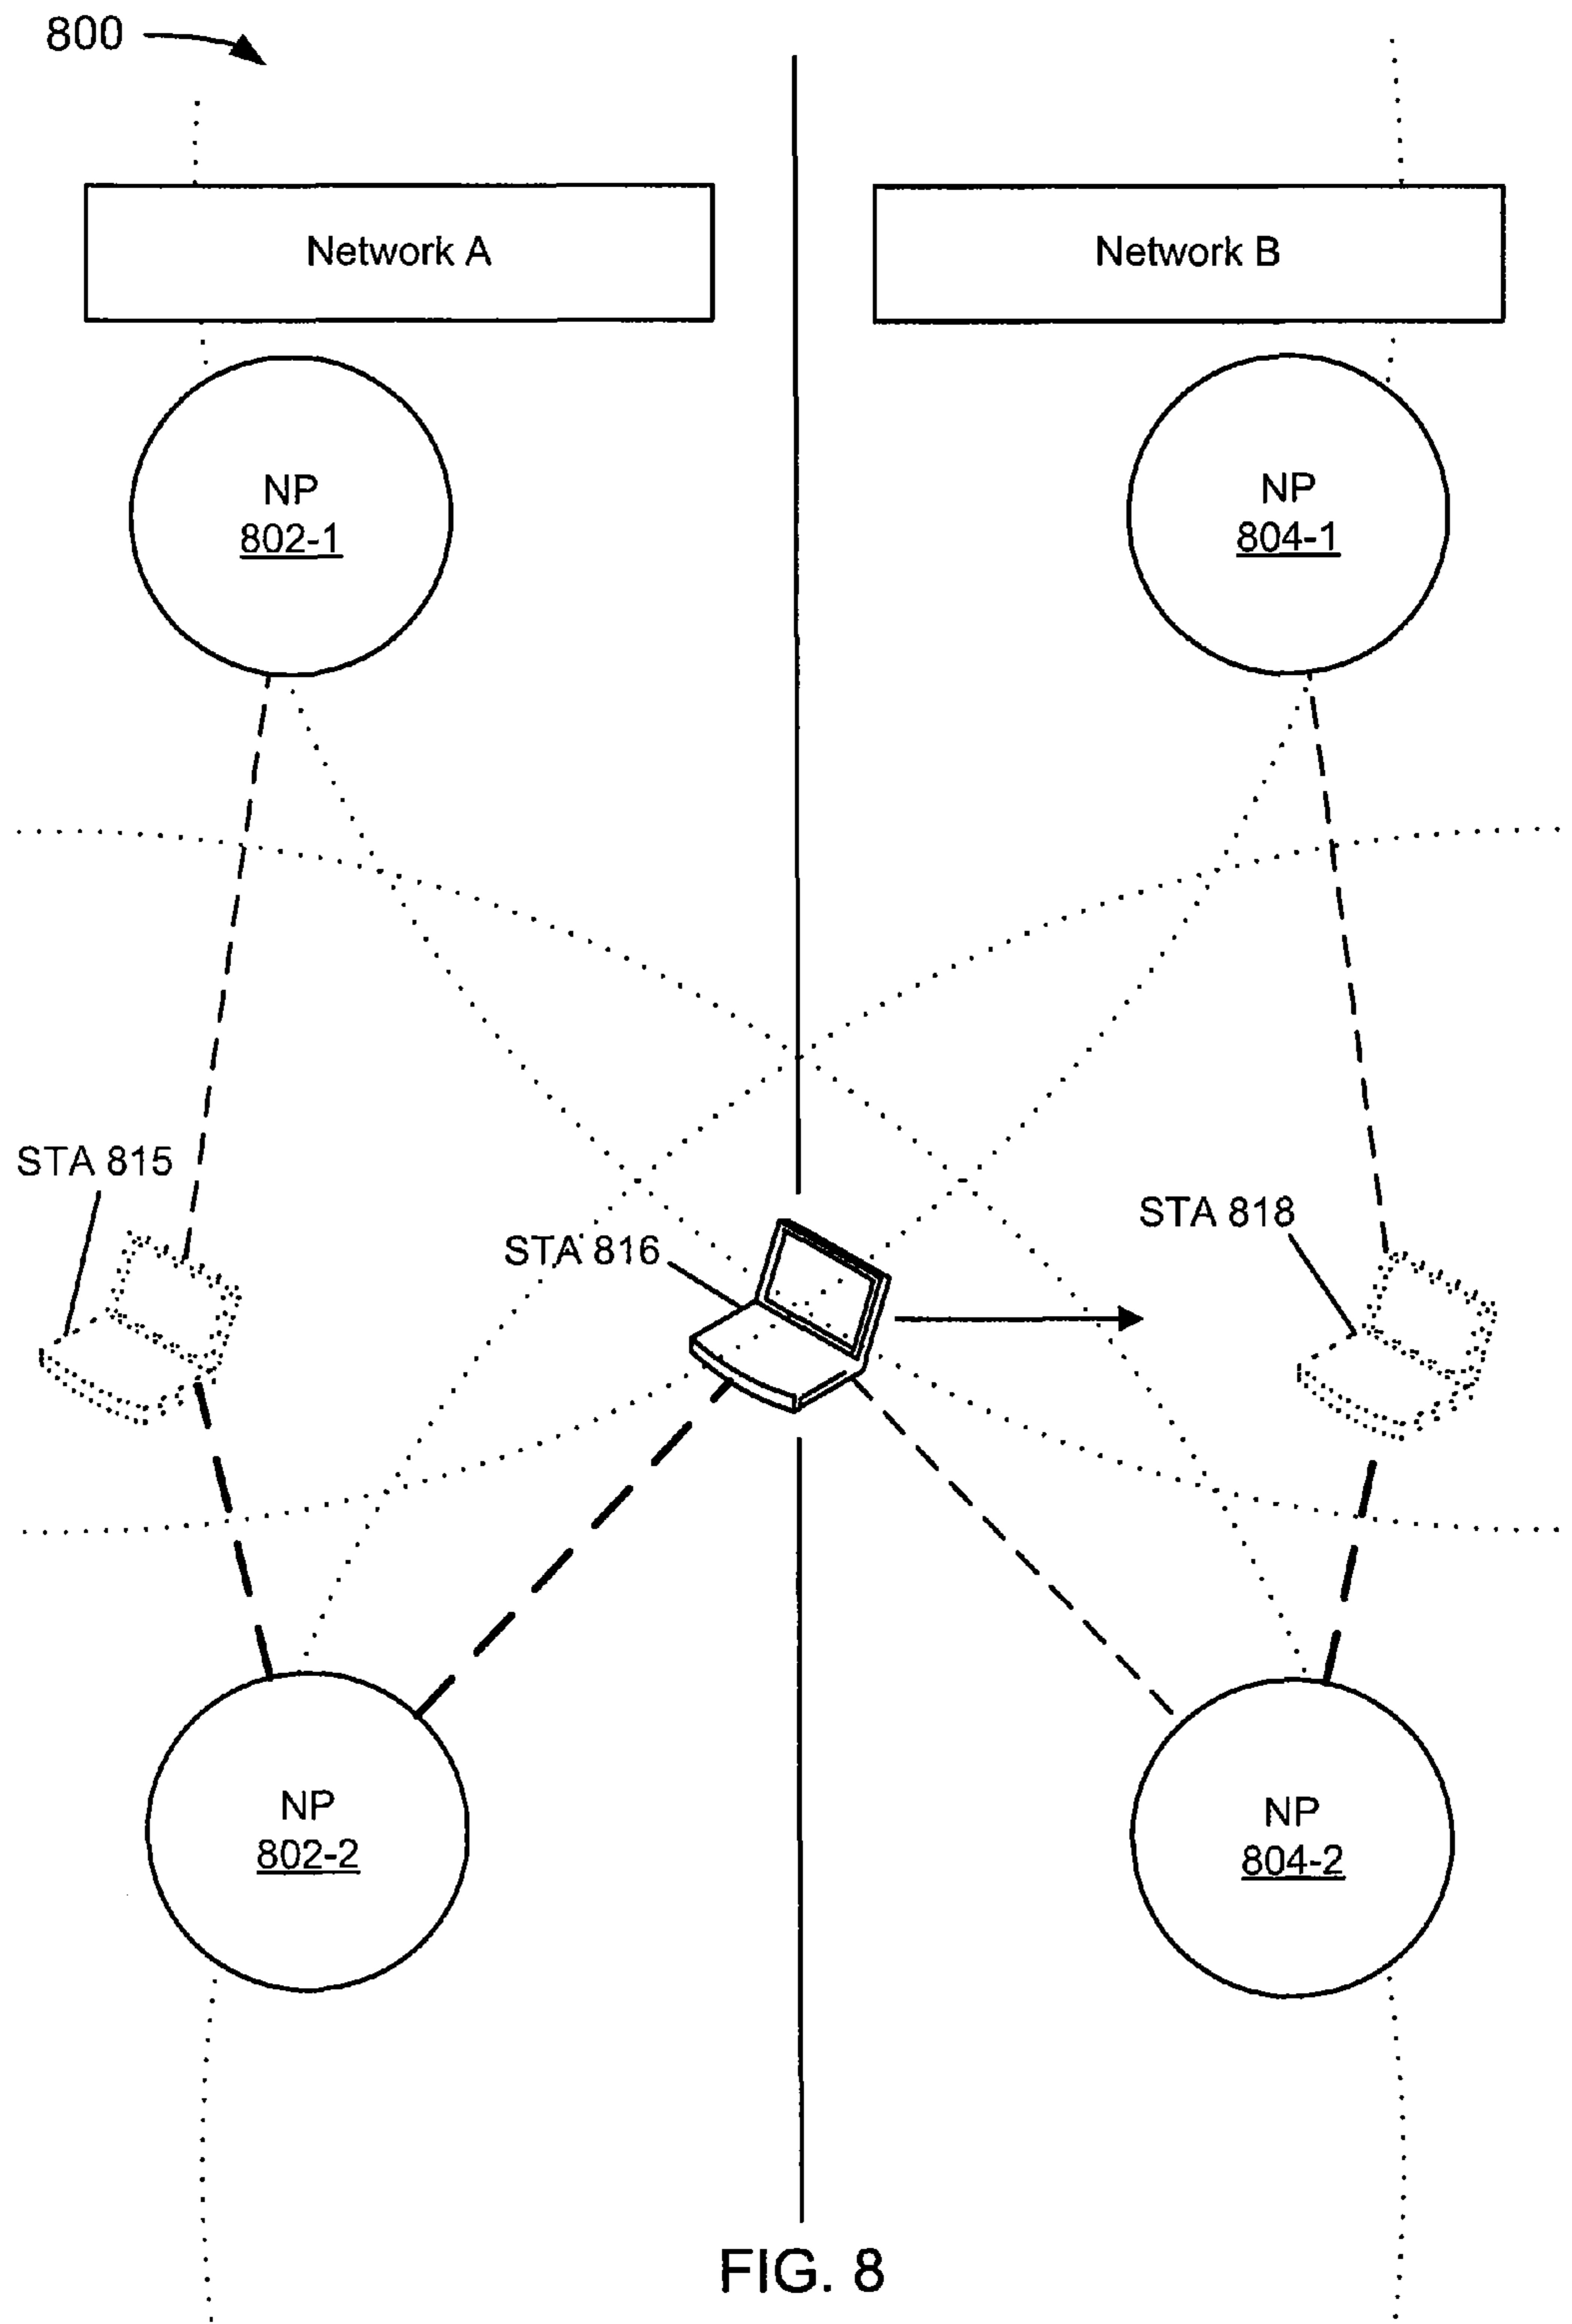 800
Network A
Network B
NP
802-1
NP
804-1
STA 815
STA 818
STA 816
NP
802-2
NP
804-2
FIG. 8